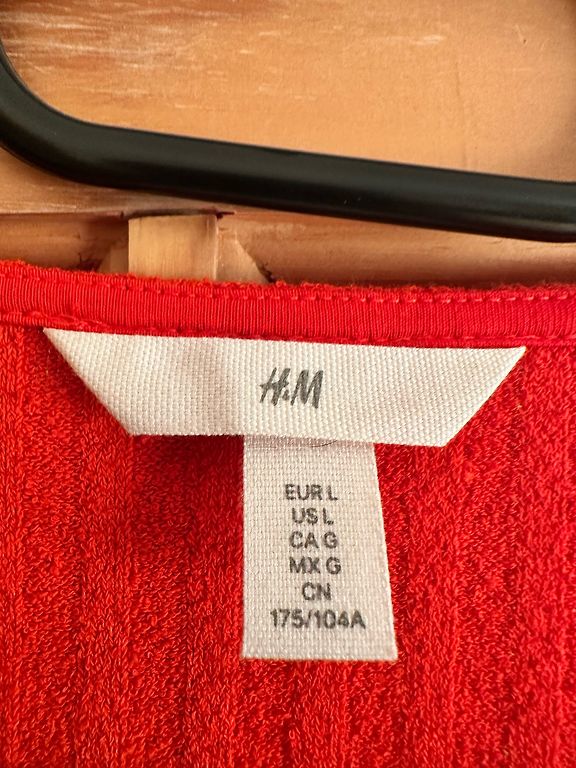 H&M
EUR L
US L
CA G
MX G
CN
175/104A